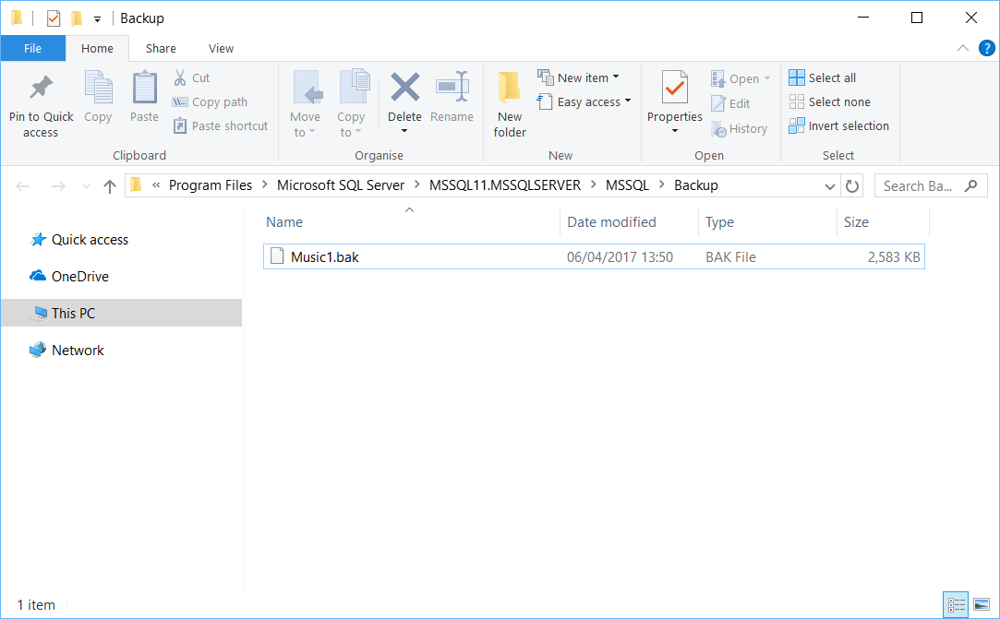 Backup
File Home Share View
Pin to Quick access
Copy
Paste
Cut
Copy path
Paste shortcut
Clipboard
Move to
Copy to
Delete
Rename
Organise
New folder
New item
Easy access
New
Properties
Open
Edit
History
Open
Select all
Select none
Invert selection
Select
« Program Files > Microsoft SQL Server > MSSQL11.MSSQLSERVER > MSSQL > Backup
Search Ba...
Quick access
OneDrive
This PC
Network
Name Date modified Type Size
Music1.bak 06/04/2017 13:50 BAK File 2,583 KB
1 item